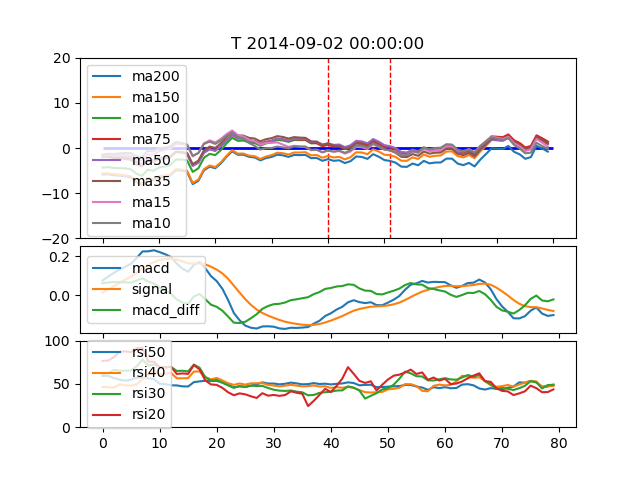 T 2014-09-02 00:00:00
20
10
0
−10
−20
ma200
ma150
ma100
ma75
ma50
ma35
ma15
ma10
0.2
0.0
macd
signal
macd_diff
100
50
0
rsi50
rsi40
rsi30
rsi20
0 10 20 30 40 50 60 70 80